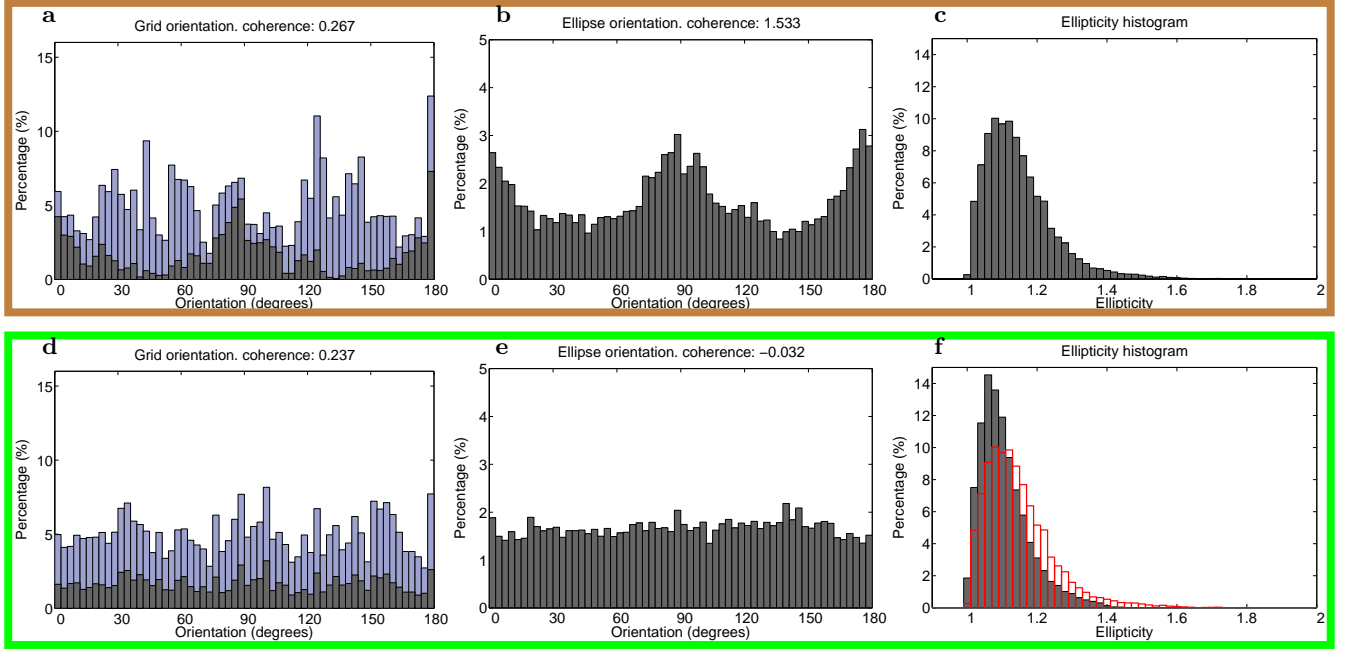 a
Grid orientation. coherence: 0.267
Percentage (%)
15
10
5
0
0 30 60 90 120 150 180
Orientation (degrees)
b
Ellipse orientation. coherence: 1.533
Percentage (%)
5
4
3
2
1
0
0 30 60 90 120 150 180
Orientation (degrees)
c
Ellipticity histogram
Percentage (%)
14
12
10
8
6
4
2
0
1 1.2 1.4 1.6 1.8 2
Ellipticity
d
Grid orientation. coherence: 0.237
Percentage (%)
15
10
5
0
0 30 60 90 120 150 180
Orientation (degrees)
e
Ellipse orientation. coherence: −0.032
Percentage (%)
5
4
3
2
1
0
0 30 60 90 120 150 180
Orientation (degrees)
f
Ellipticity histogram
Percentage (%)
14
12
10
8
6
4
2
0
1 1.2 1.4 1.6 1.8 2
Ellipticity